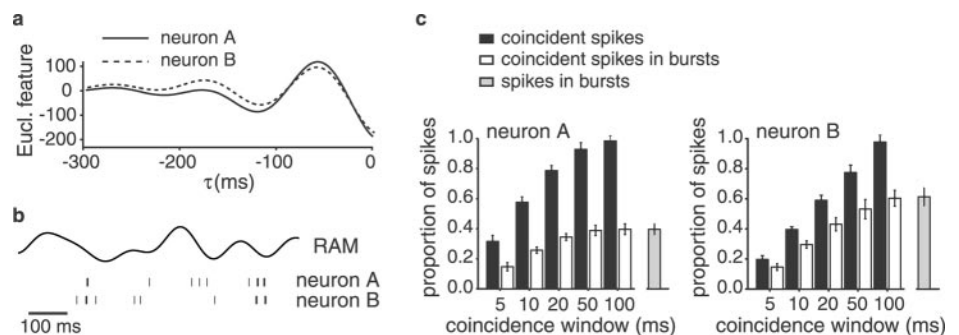 a
neuron A
neuron B
Eucl. feature
100
0
-100
-200
-300 -200 -100 0
τ(ms)
b
RAM
neuron A
neuron B
100 ms
c
coincident spikes
coincident spikes in bursts
spikes in bursts
neuron A
proportion of spikes
1.0
0.8
0.6
0.4
0.2
0.0
5 10 20 50 100
coincidence window (ms)
neuron B
proportion of spikes
1.0
0.8
0.6
0.4
0.2
0.0
5 10 20 50 100
coincidence window (ms)